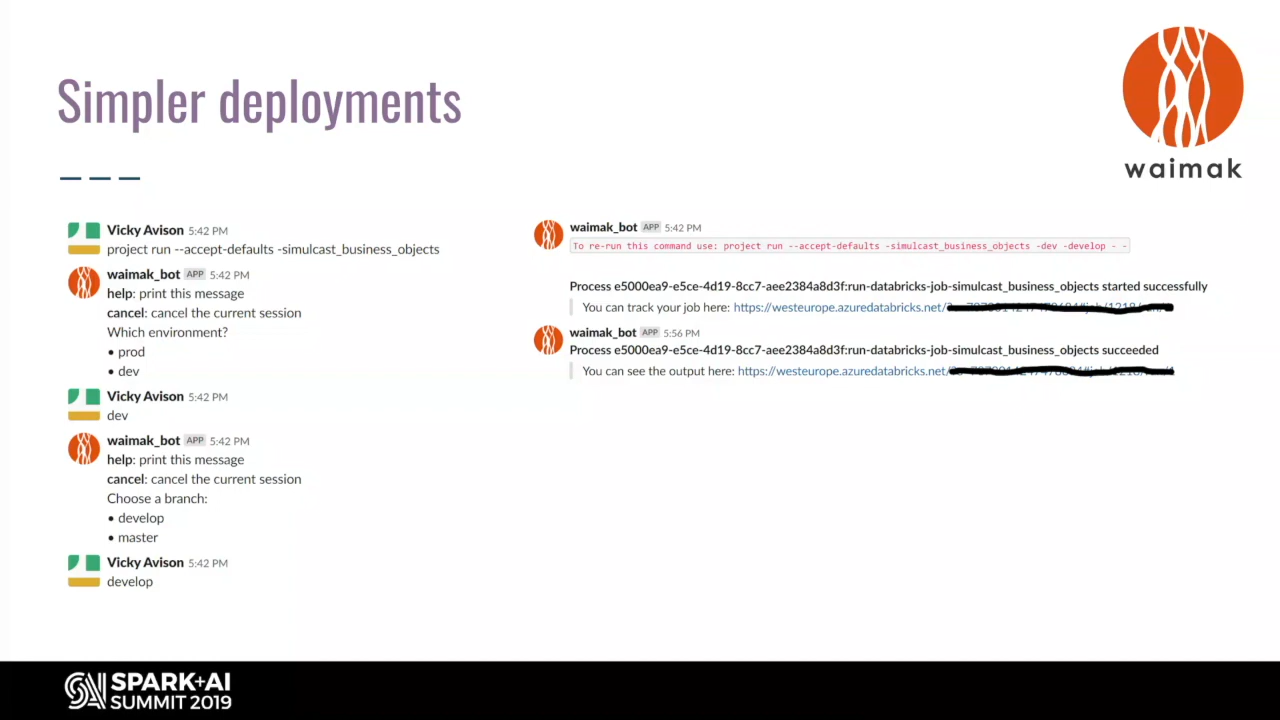 Simpler deployments
waimak
Vicky Avison 5:42 PM
project run --accept-defaults -simulcast_business_objects
waimak_bot APP 5:42 PM
help: print this message
cancel: cancel the current session
Which environment?
• prod
• dev
Vicky Avison 5:42 PM
dev
waimak_bot APP 5:42 PM
help: print this message
cancel: cancel the current session
Choose a branch:
• develop
• master
Vicky Avison 5:42 PM
develop
waimak_bot APP 5:42 PM
To re-run this command use: project run --accept-defaults -simulcast_business_objects -dev -develop - -
Process e5000ea9-e5ce-4d19-8cc7-aee2384a8d3f:run-databricks-job-simulcast_business_objects started successfully
You can track your job here: https://westeurope.azuredatabricks.net/
waimak_bot APP 5:56 PM
Process e5000ea9-e5ce-4d19-8cc7-aee2384a8d3f:run-databricks-job-simulcast_business_objects succeeded
You can see the output here: https://westeurope.azuredatabricks.net/
SPARK+AI
SUMMIT 2019